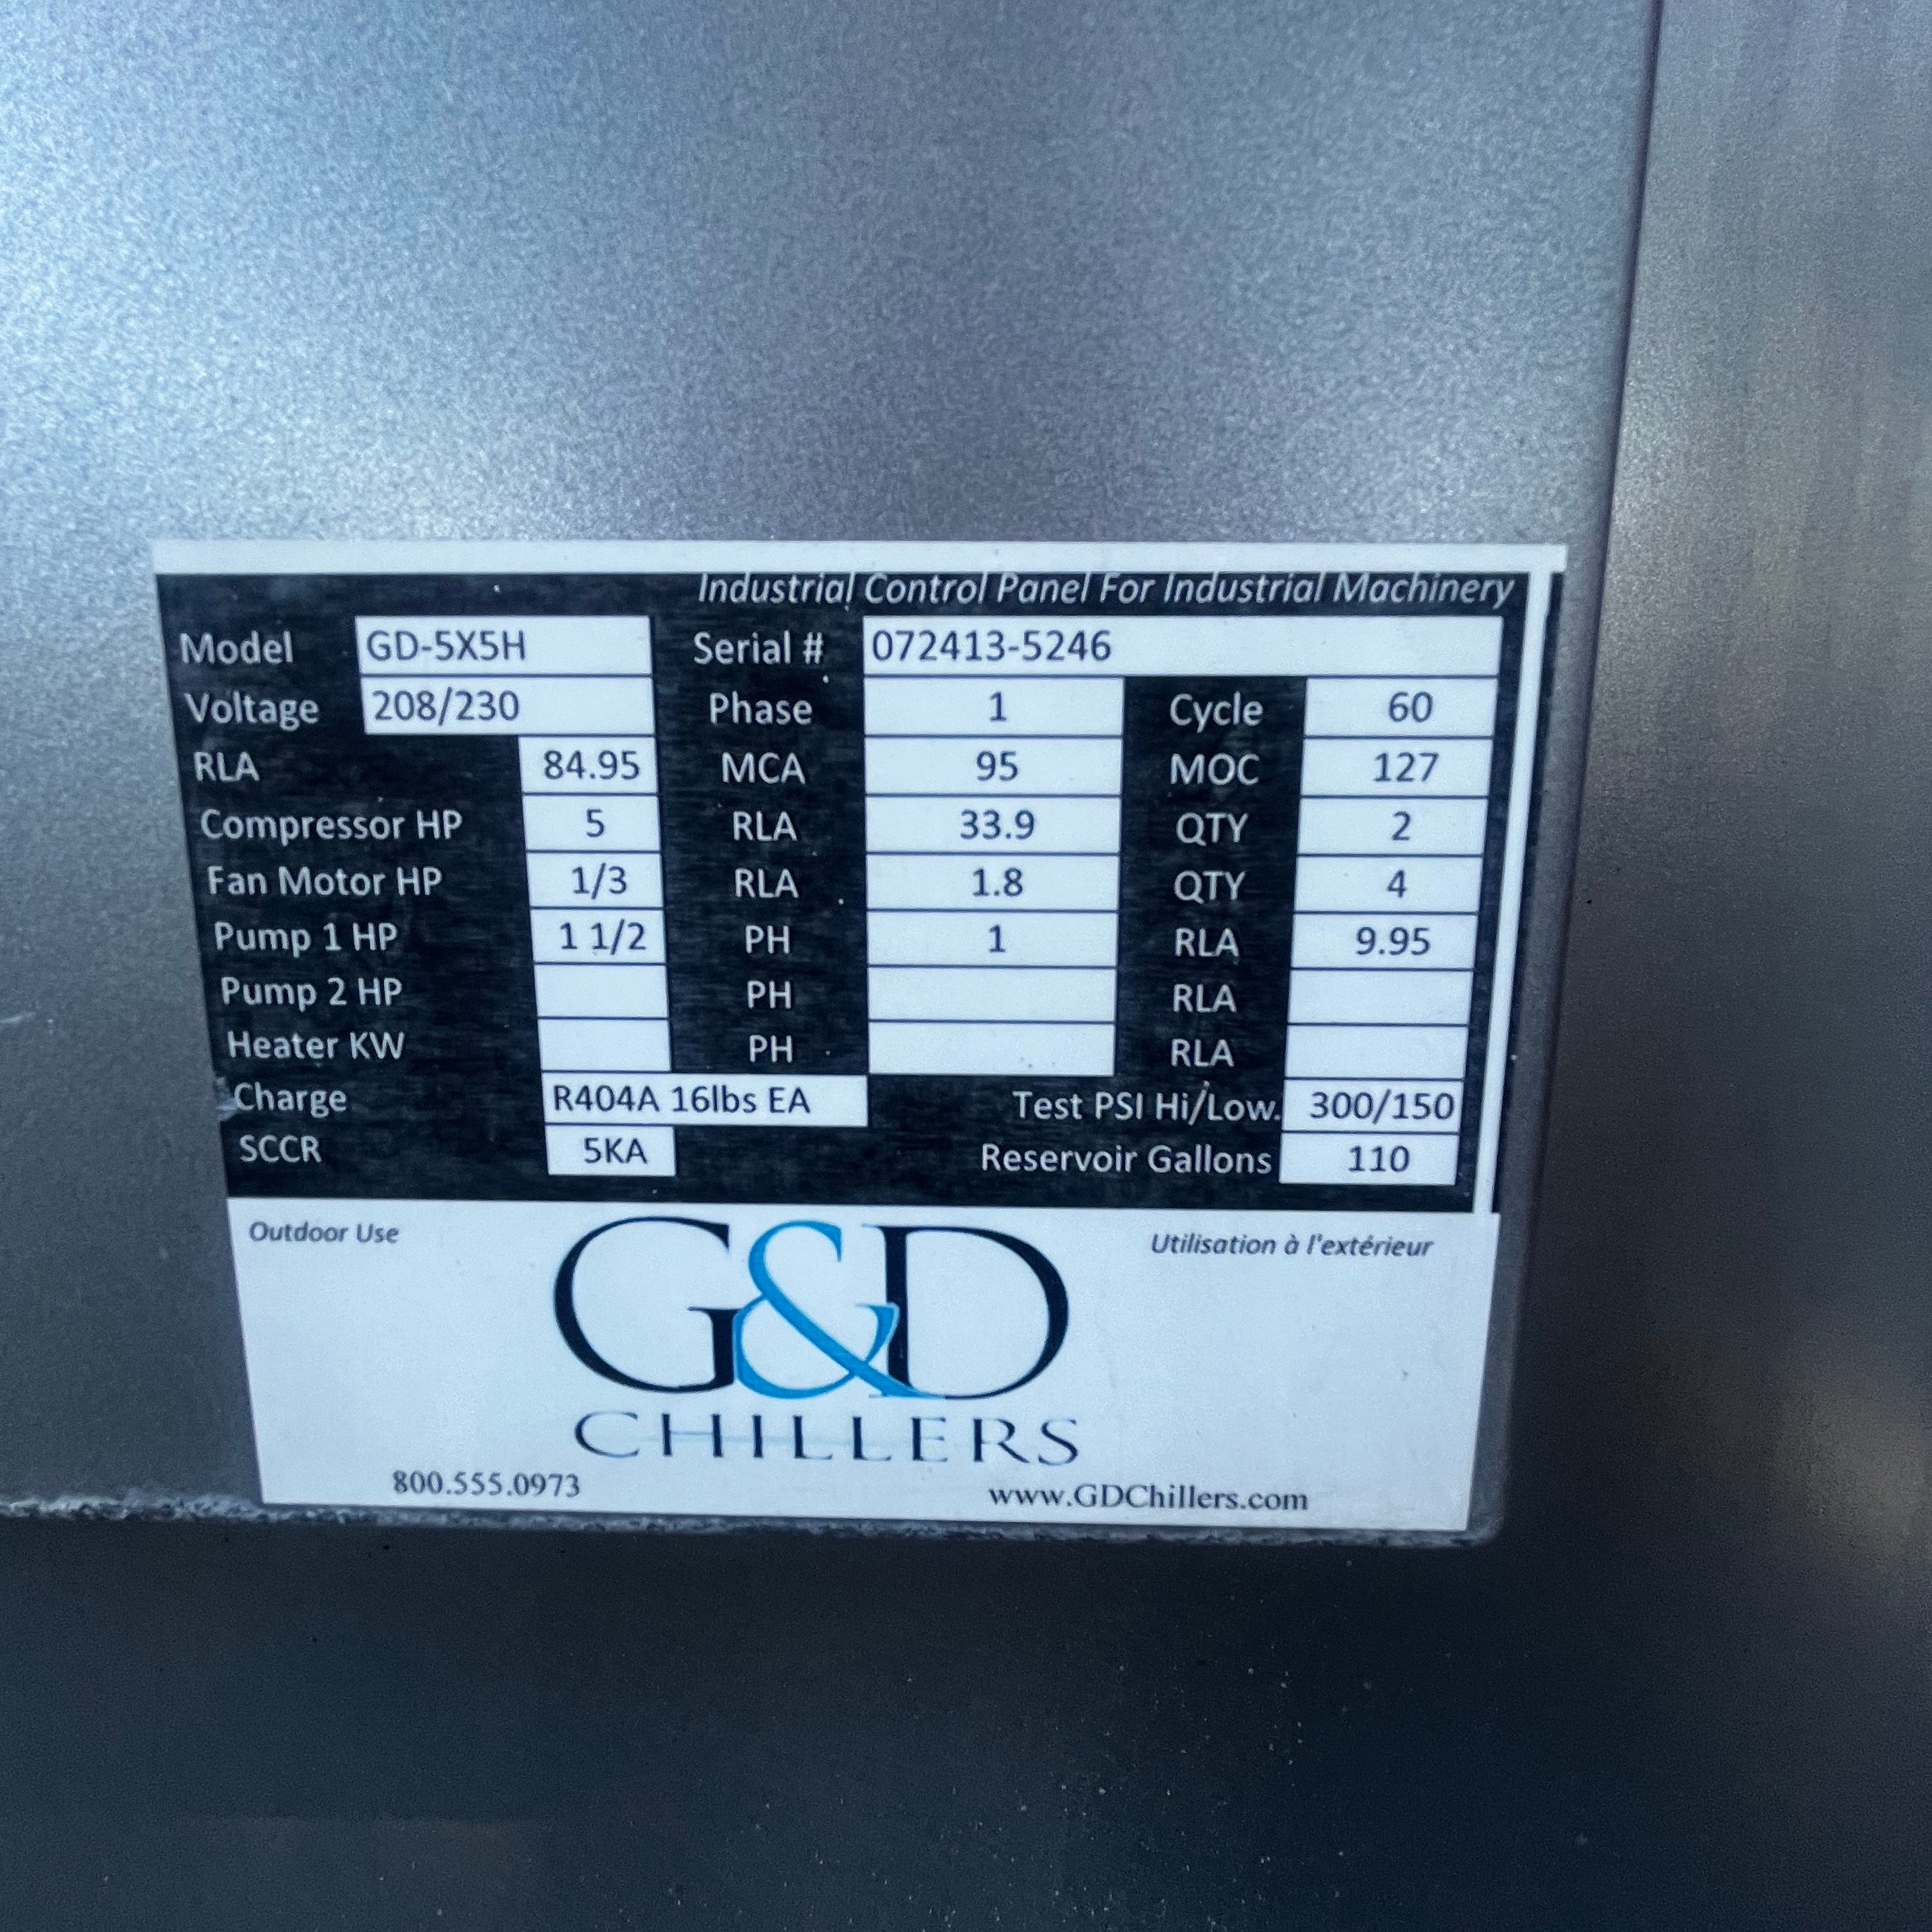 Industrial Control Panel For Industrial Machinery
Model GD-5X5H Serial # 072413-5246
Voltage 208/230 Phase 1 Cycle 60
RLA 84.95 MCA 95 MOC 127
Compressor HP 5 RLA 33.9 QTY 2
Fan Motor HP 1/3 RLA 1.8 QTY 4
Pump 1 HP 1 1/2 PH 1 RLA 9.95
Pump 2 HP PH RLA
Heater KW PH RLA
Charge R404A 16lbs EA Test PSI Hi/Low. 300/150
SCCR 5KA Reservoir Gallons 110
Outdoor Use Utilisation à l'extérieur
G&D
CHILLERS
800.555.0973 www.GDChillers.com